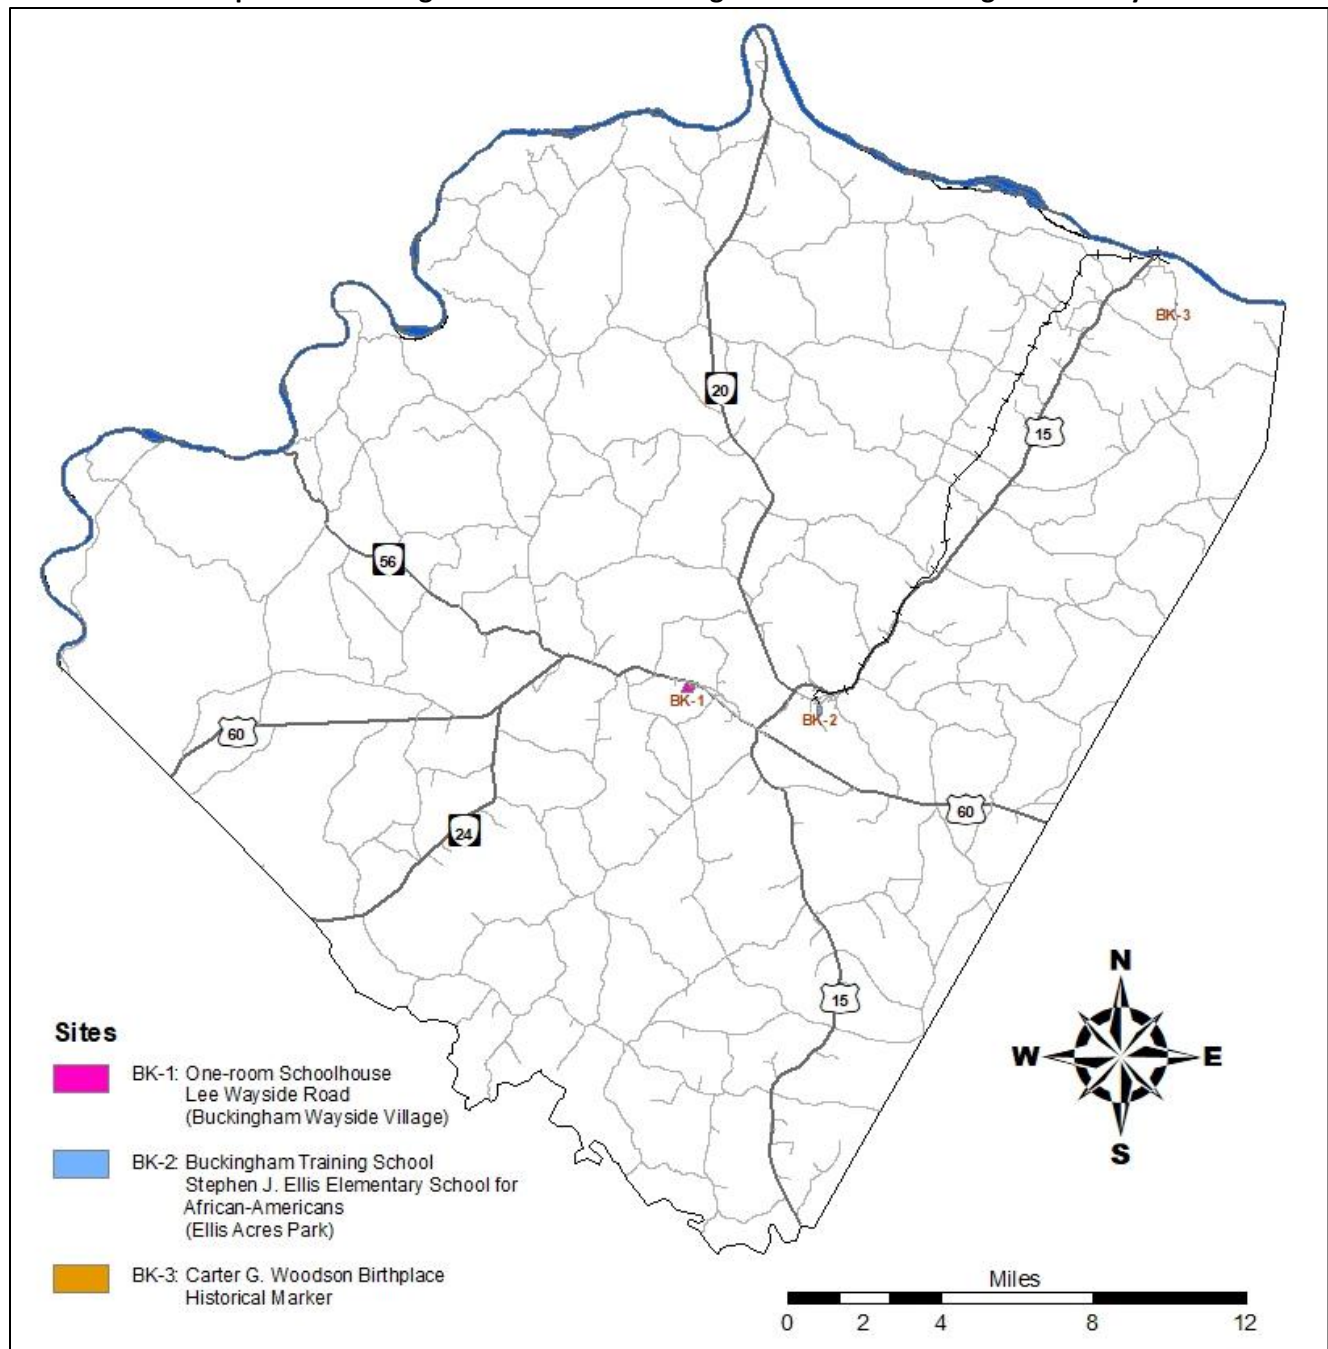 20
BK-3
15
56
BK-1
BK-2
60
60
24
15
N
W E
S
Sites
BK-1: One-room Schoolhouse
Lee Wayside Road
(Buckingham Wayside Village)
BK-2: Buckingham Training School
Stephen J. Ellis Elementary School for
African-Americans
(Ellis Acres Park)
BK-3: Carter G. Woodson Birthplace
Historical Marker
Miles
0 2 4 8 12